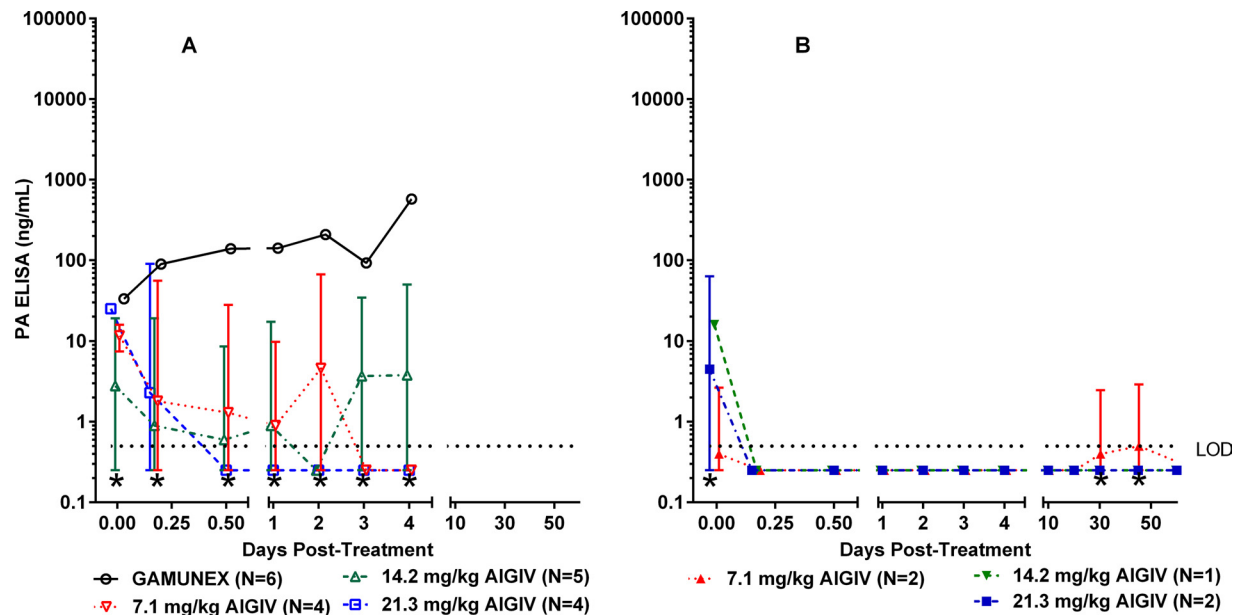 A
B
PA ELISA (ng/mL)
100000
10000
1000
100
10
1
0.1
100000
10000
1000
100
10
1
0.1
LOD
* * * * * * *
* * *
0.00 0.25 0.50 1 2 3 4 10 30 50
0.00 0.25 0.50 1 2 3 4 10 30 50
Days Post-Treatment
Days Post-Treatment
GAMUNEX (N=6)
14.2 mg/kg AIGIV (N=5)
7.1 mg/kg AIGIV (N=4)
21.3 mg/kg AIGIV (N=4)
7.1 mg/kg AIGIV (N=2)
14.2 mg/kg AIGIV (N=1)
21.3 mg/kg AIGIV (N=2)